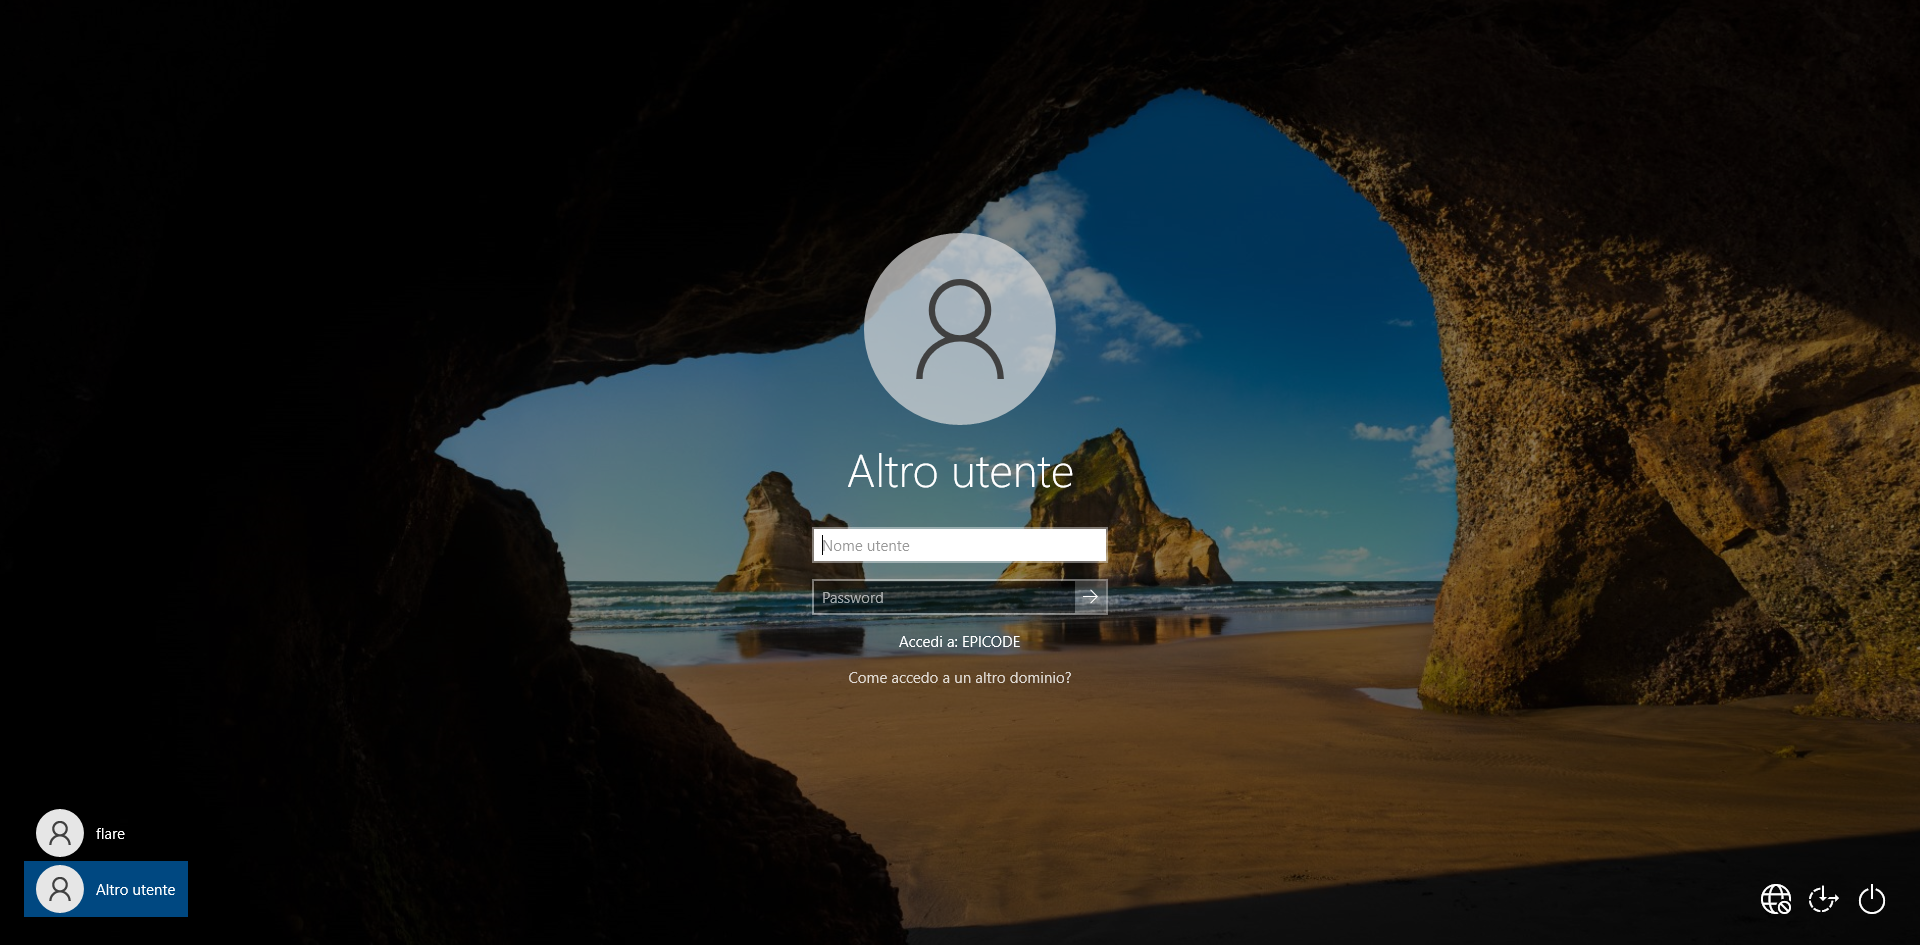 Altro utente
Nome utente
Password
Accedi a: EPICODE
Come accedo a un altro dominio?
flare
Altro utente